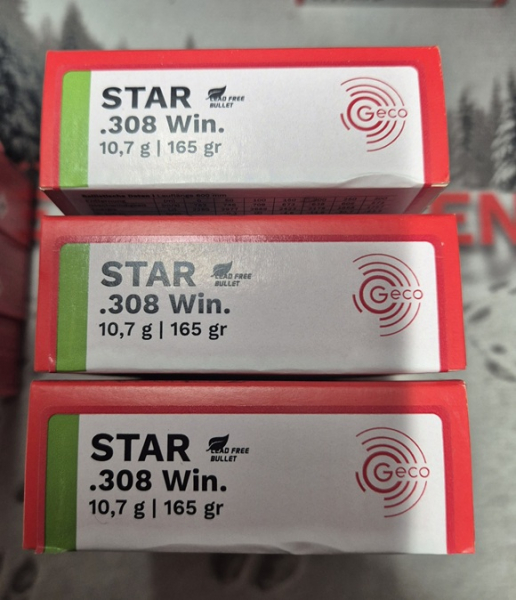 STAR LEAD FREE
BULLET
.308 Win.
10,7 g | 165 gr
Geco
STAR LEAD FREE
BULLET
.308 Win.
10,7 g | 165 gr
Geco
EN
STAR LEAD FREE
BULLET
.308 Win.
10,7 g | 165 gr
Geco